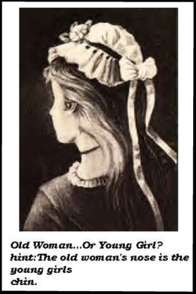 Old Woman...Or Young Girl?
hint:The old woman's nose is the
young girls
chin.